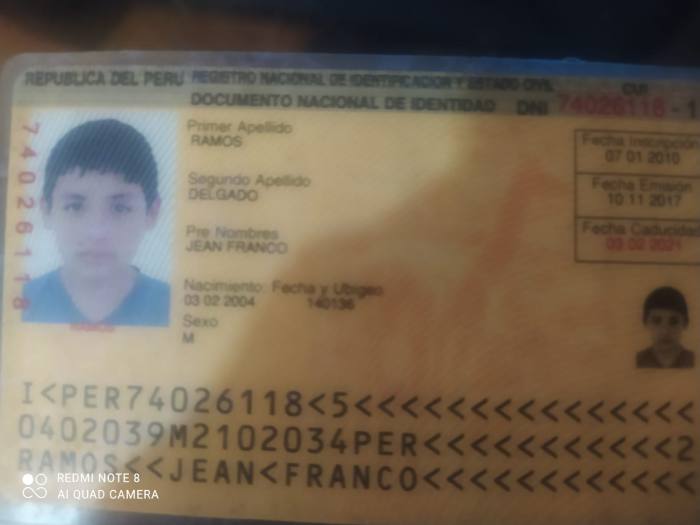 REPUBLICA DEL PERU REGISTRO NACIONAL DE IDENTIFICACION Y ESTADO CIVIL
CUI
DOCUMENTO NACIONAL DE IDENTIDAD DNI 74026118 - 1
74026118
Primer Apellido
RAMOS
Segundo Apellido
DELGADO
Pre Nombres
JEAN FRANCO
Nacimiento: Fecha y Ubigeo
03 02 2004 140136
Sexo
M
Fecha Inscripción
07 01 2010
Fecha Emisión
10 11 2017
Fecha Caducidad
03 02 2021
RAMOS
I<PER74026118<5<<<<<<<<<<<<<<<
0402039M2102034PER<<<<<<<<<<<2
RAMOS<<JEAN<FRANCO<<<<<<<<<<<<
REDMI NOTE 8
AI QUAD CAMERA